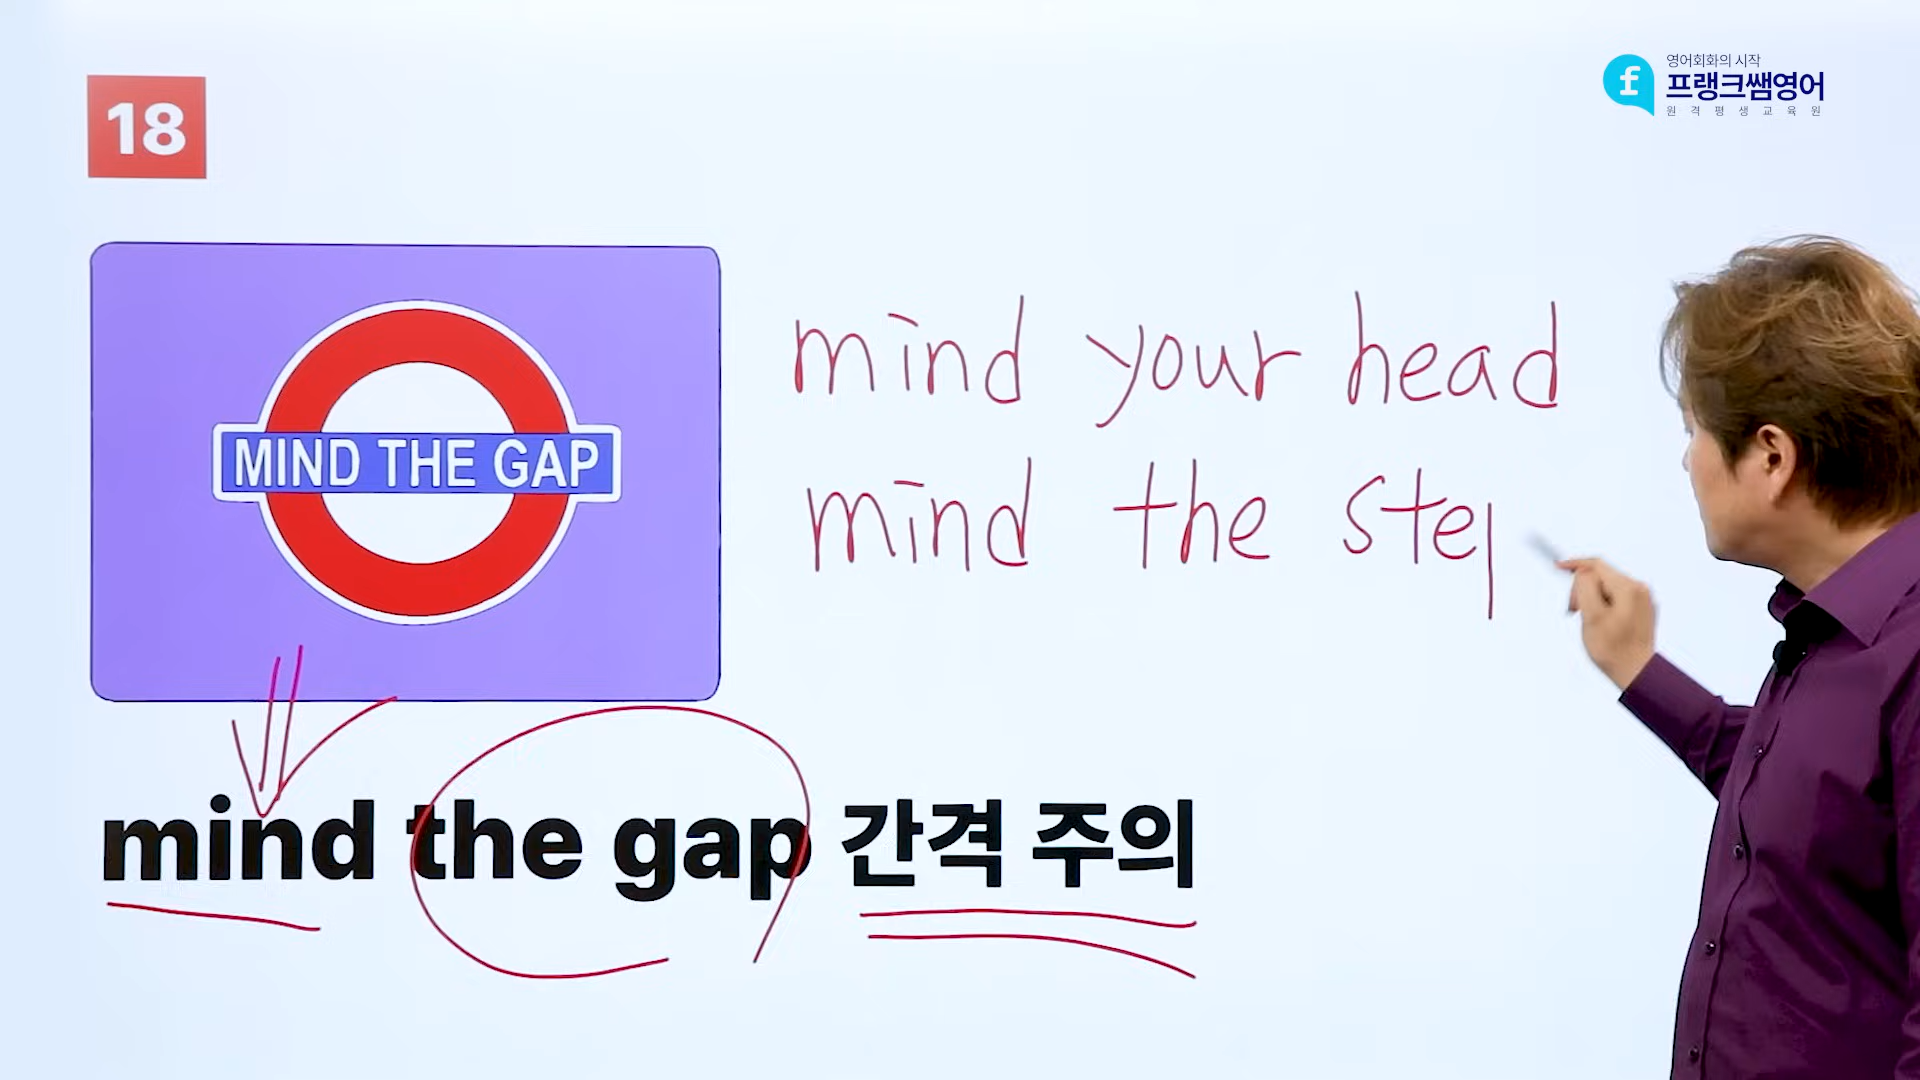 18
영어회화의 시작
프랭크쌤영어
원격평생교육원
MIND THE GAP
mind your head
mind the step
mind the gap 간격 주의